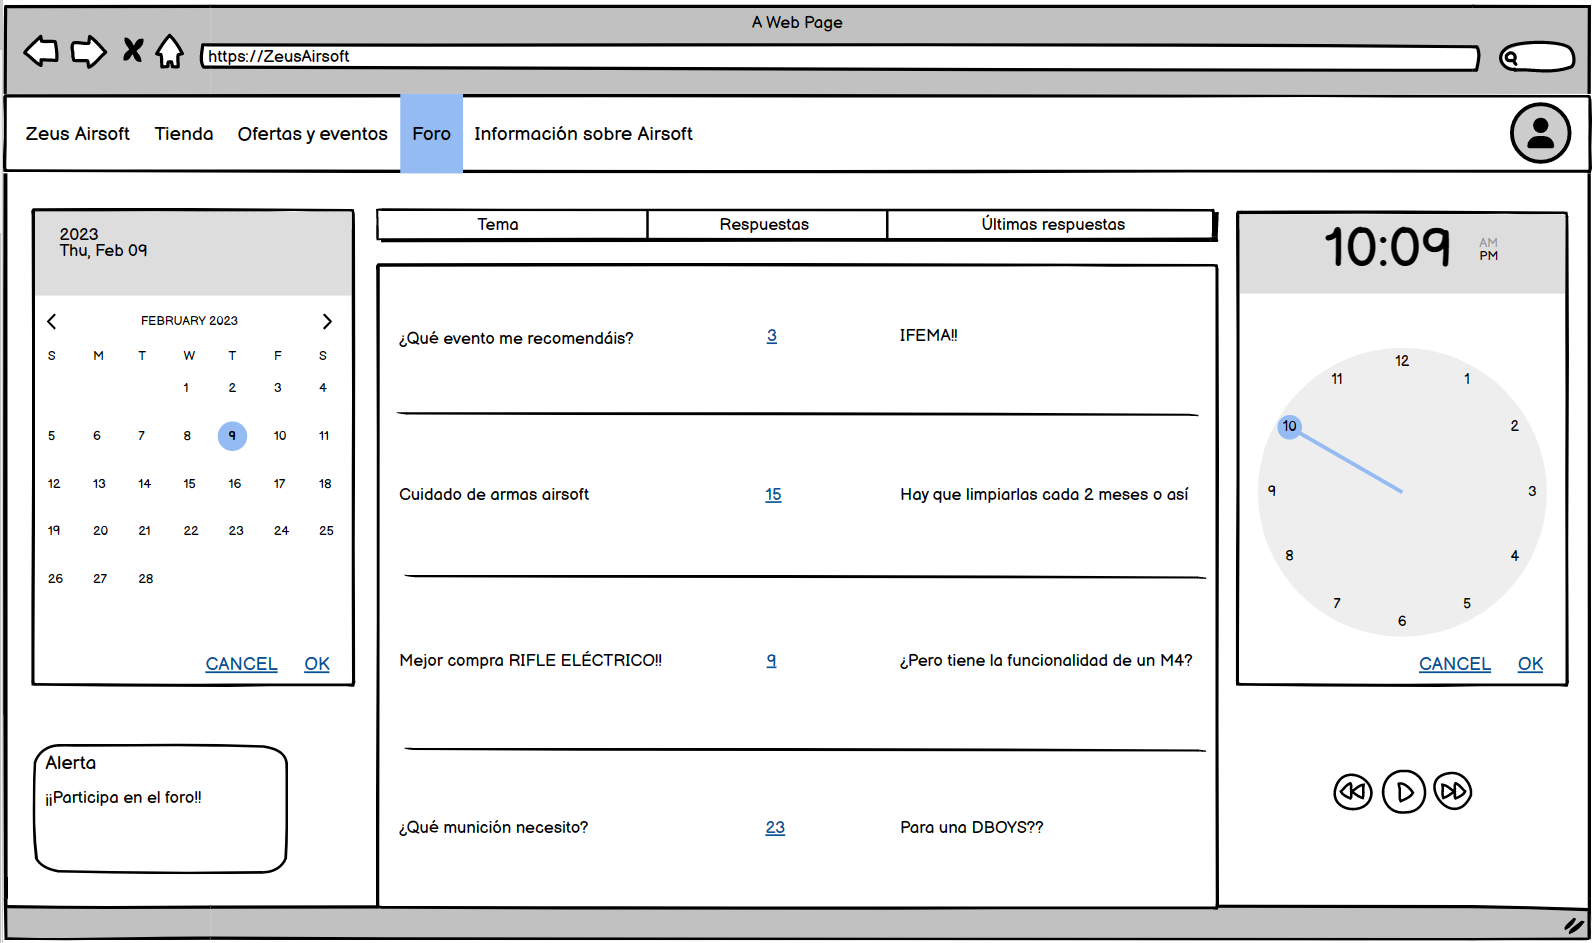 A Web Page
https://ZeusAirsoft
Zeus Airsoft Tienda Ofertas y eventos Foro Información sobre Airsoft
2023
Thu, Feb 09
FEBRUARY 2023
S M T W T F S
1 2 3 4
5 6 7 8 9 10 11
12 13 14 15 16 17 18
19 20 21 22 23 24 25
26 27 28
CANCEL OK
Alerta
¡¡Participa en el foro!!
Tema Respuestas Últimas respuestas
¿Qué evento me recomendáis? 3 IFEMA!!
Cuidado de armas airsoft 15 Hay que limpiarlas cada 2 meses o así
Mejor compra RIFLE ELÉCTRICO!! 9 ¿Pero tiene la funcionalidad de un M4?
¿Qué munición necesito? 23 Para una DBOYS??
10:09 AM
PM
12
11 1
10 2
9 3
8 4
7 5
6
CANCEL OK